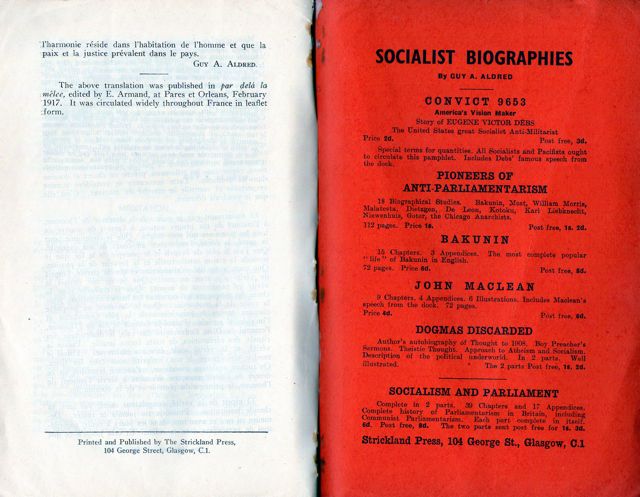 l'harmonie réside dans l'habitation de l'homme et que la
paix et la justice prévalent dans le pays.
GUY A. ALDRED.
The above translation was published in par delà la
mêlee, edited by E. Armand, at Pares et Orleans, February
1917. It was circulated widely throughout France in leaflet
form.
Printed and Published by The Strickland Press,
104 George Street, Glasgow, C.1.
SOCIALIST BIOGRAPHIES
By GUY A. ALDRED
CONVICT 9653
America's Vision Maker
Story of EUGENE VICTOR DEBS
The United States great Socialist Anti-Militarist
Price 2d. Post free, 3d.
Special terms for quantities. All Socialists and Pacifists ought
to circulate this pamphlet. Includes Debs' famous speech from
the dock.
PIONEERS OF
ANTI-PARLIAMENTARISM
18 Biographical Studies. Bakunin, Most, William Morris,
Malatesta, Dietzgen, De Leon, Kotoku, Karl Liebknecht,
Niewenhuis, Guter, the Chicago Anarchists.
112 pages. Price 1s. Post free, 1s. 2d.
BAKUNIN
15 Chapters. 3 Appendices. The most complete popular
"life" of Bakunin in English.
72 pages. Price 6d. Post free, 8d.
JOHN MACLEAN
9 Chapters. 4 Appendices. 6 Illustrations. Includes Maclean's
speech from the dock. 72 pages.
Price 4d. Post free, 6d.
DOGMAS DISCARDED
Author's autobiography of Thought to 1908. Boy Preacher's
Sermons. Theistic Thought. Approach to Atheism and Socialism.
Description of the political underworld. In 2 parts. Well
illustrated. The 2 parts Post free, 1s. 2d.
SOCIALISM AND PARLIAMENT
Complete in 2 parts. 39 Chapters and 17 Appendices.
Complete history of Parliamentarism in Britain, including
Communist Parliamentarism. Each part complete in itself.
6d. Post free, 8d. The two parts sent post free for 1s. 3d.
Strickland Press, 104 George St., Glasgow, C.1